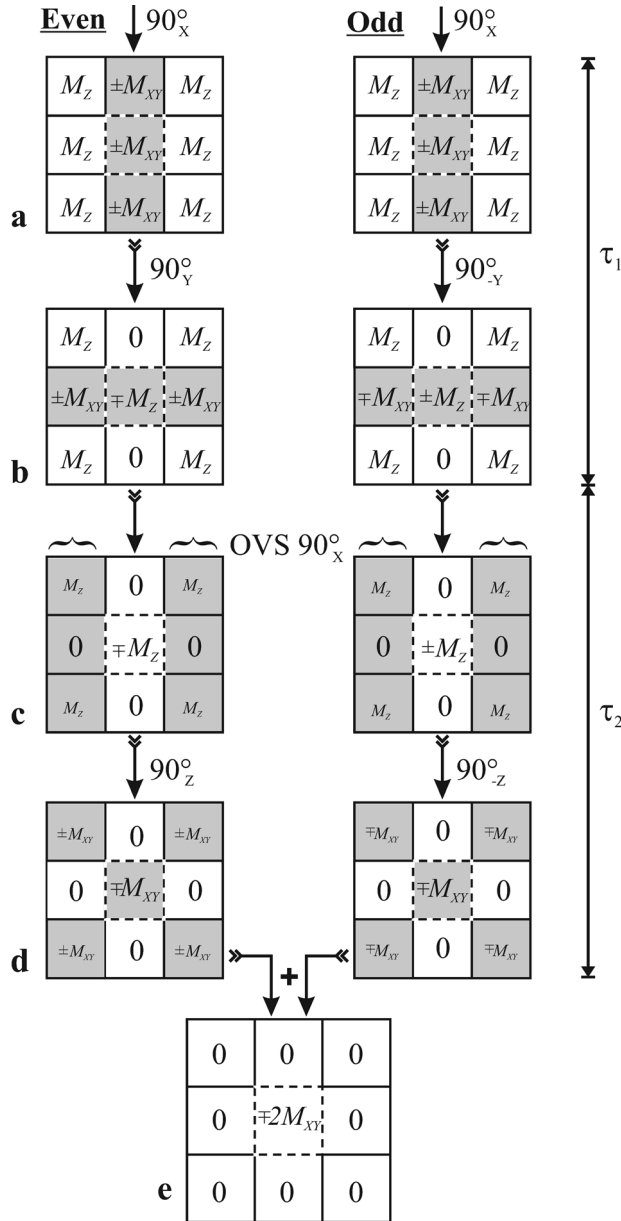 Even 90°X Odd 90°X
MZ ±MXY MZ MZ ±MXY MZ
MZ ±MXY MZ MZ ±MXY MZ
a MZ ±MXY MZ MZ ±MXY MZ
τ1
90°Y 90°-Y
MZ 0 MZ MZ 0 MZ
±MXY ∓MZ ±MXY ∓MXY ±MZ ∓MXY
b MZ 0 MZ MZ 0 MZ
OVS 90°X
MZ 0 MZ MZ 0 MZ
0 ∓MZ 0 0 ±MZ 0
c MZ 0 MZ MZ 0 MZ
τ2
90°Z 90°-Z
±MXY 0 ±MXY ∓MXY 0 ∓MXY
0 ∓MXY 0 0 ∓MXY 0
d ±MXY 0 ±MXY ∓MXY 0 ∓MXY
+
0 0 0
0 ∓2MXY 0
e 0 0 0